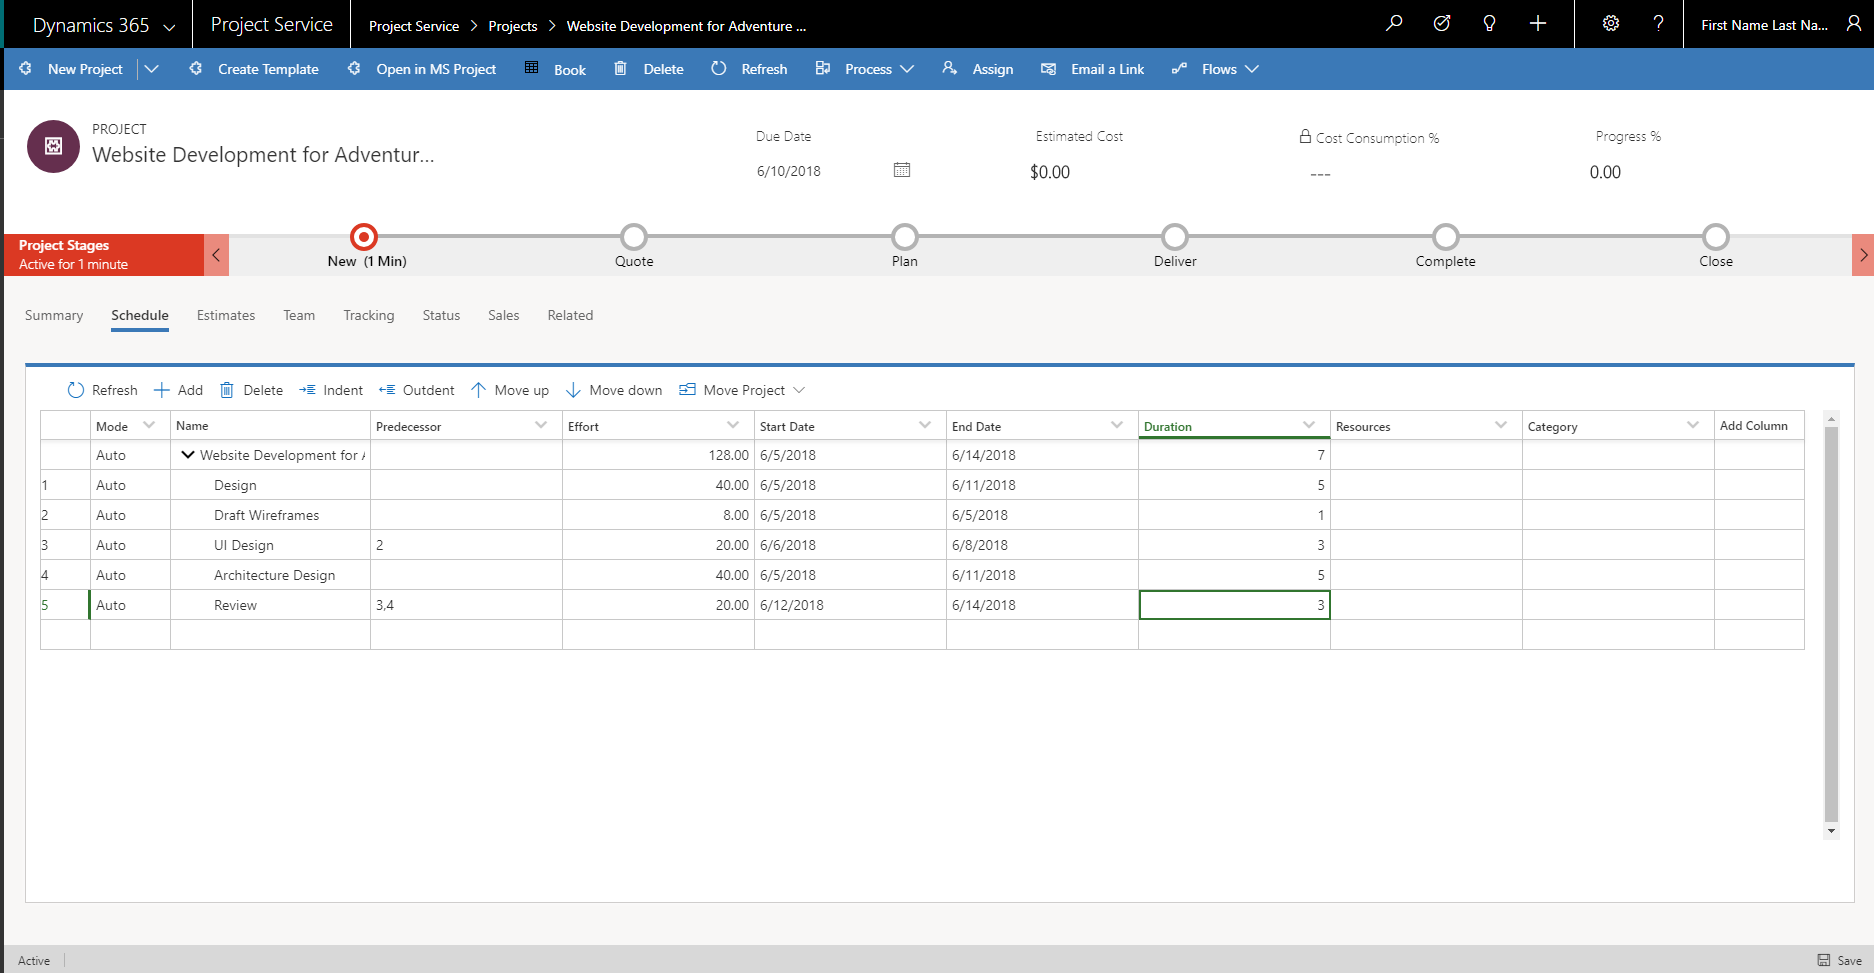 Dynamics 365 Project Service Project Service > Projects > Website Development for Adventure ... ? First Name Last Na...
New Project Create Template Open in MS Project Book Delete Refresh Process Assign Email a Link Flows
PROJECT
Website Development for Adventur...
Due Date Estimated Cost Cost Consumption % Progress %
6/10/2018 $0.00 --- 0.00
Project Stages
Active for 1 minute
New (1 Min) Quote Plan Deliver Complete Close
Summary Schedule Estimates Team Tracking Status Sales Related
Refresh Add Delete Indent Outdent Move up Move down Move Project
Mode Name Predecessor Effort Start Date End Date Duration Resources Category Add Column
Auto Website Development for 128.00 6/5/2018 6/14/2018 7
1 Auto Design 40.00 6/5/2018 6/11/2018 5
2 Auto Draft Wireframes 8.00 6/5/2018 6/5/2018 1
3 Auto UI Design 2 20.00 6/6/2018 6/8/2018 3
4 Auto Architecture Design 40.00 6/5/2018 6/11/2018 5
5 Auto Review 3,4 20.00 6/12/2018 6/14/2018 3
Active Save